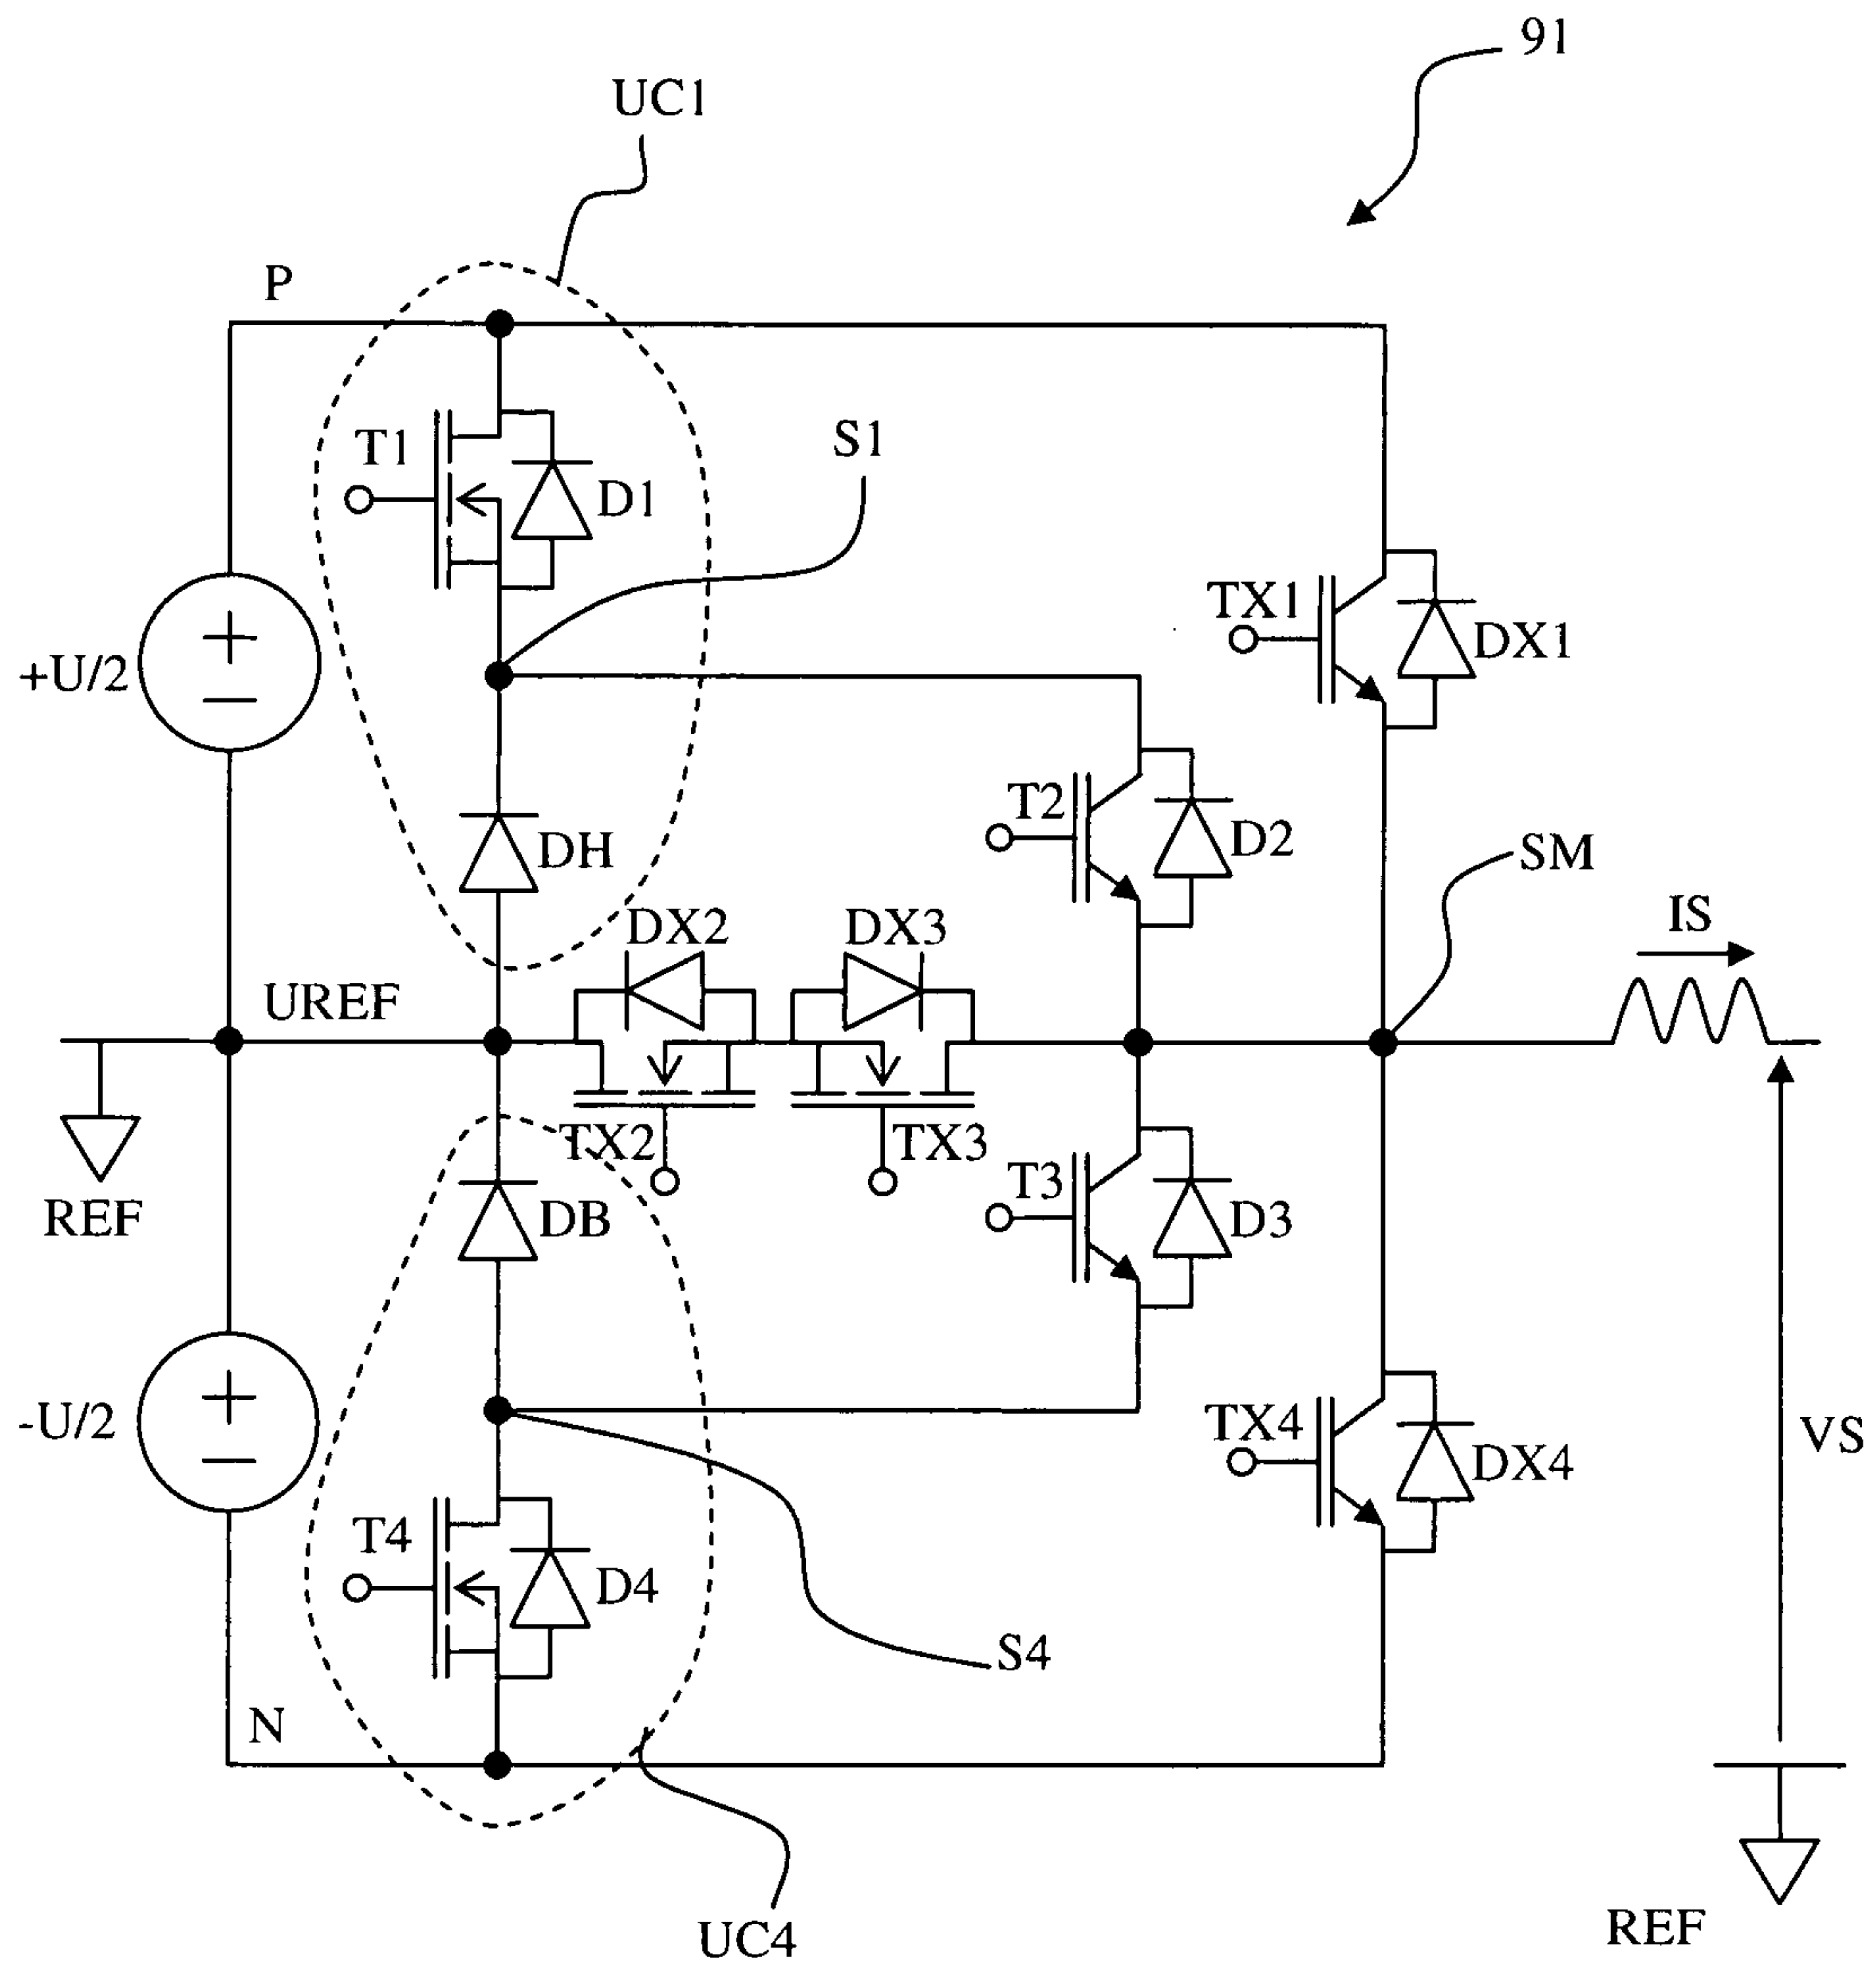 91
UC1
P
T1
D1
S1
TX1
DX1
+U/2
T2
D2
DH
SM
DX2
DX3
IS
UREF
TX2
TX3
T3
D3
REF
DB
-U/2
TX4
DX4
VS
T4
D4
S4
N
UC4
REF